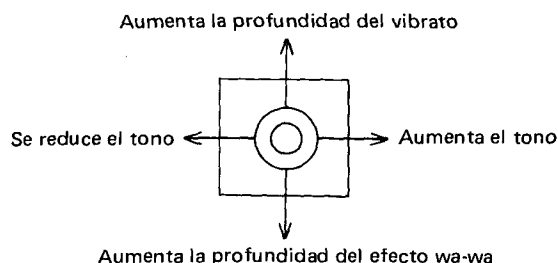 Aumenta la profundidad del vibrato
Se reduce el tono
Aumenta el tono
Aumenta la profundidad del efecto wa-wa